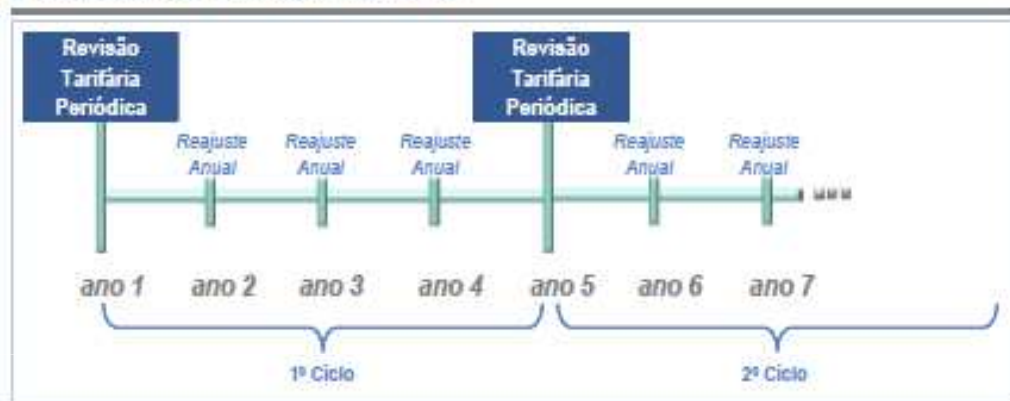 Revisão
Tarifária
Periódica
Revisão
Tarifária
Periódica
Reajuste
Anual
Reajuste
Anual
Reajuste
Anual
Reajuste
Anual
Reajuste
Anual
ano 1 ano 2 ano 3 ano 4 ano 5 ano 6 ano 7
1º Ciclo 2º Ciclo